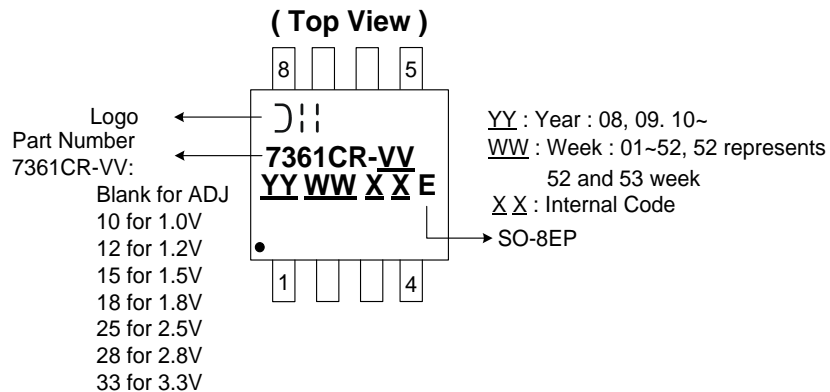 ( Top View )
8 5
Logo
Part Number
7361CR-VV:
Blank for ADJ
10 for 1.0V
12 for 1.2V
15 for 1.5V
18 for 1.8V
25 for 2.5V
28 for 2.8V
33 for 3.3V
7361CR-VV
YY WW X X E
1 4
YY : Year : 08, 09. 10~
WW : Week : 01~52, 52 represents
52 and 53 week
X X : Internal Code
SO-8EP